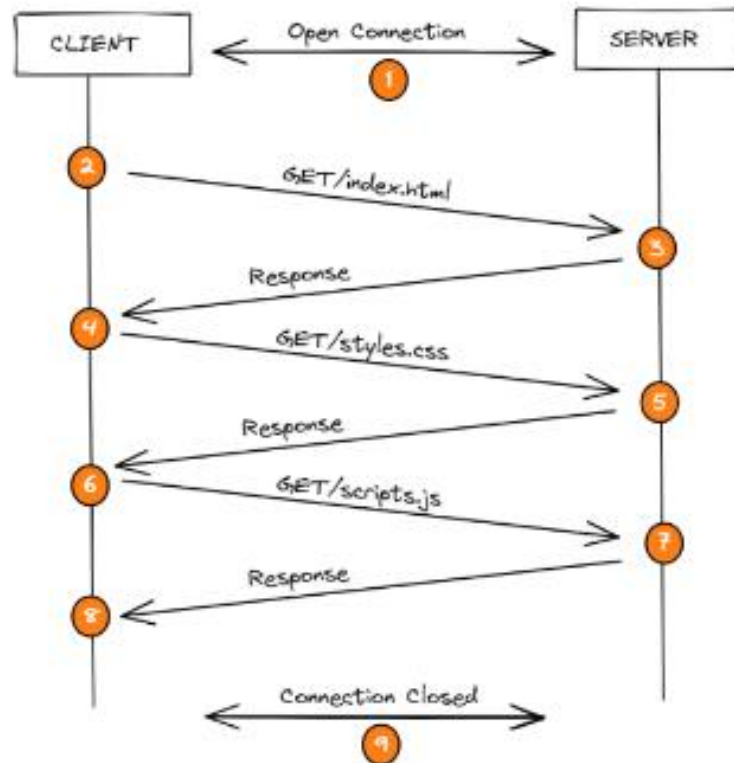 CLIENT
Open Connection
SERVER
1
2
GET/index.html
3
Response
4
GET/styles.css
5
Response
6
GET/scripts.js
7
Response
8
Connection Closed
9